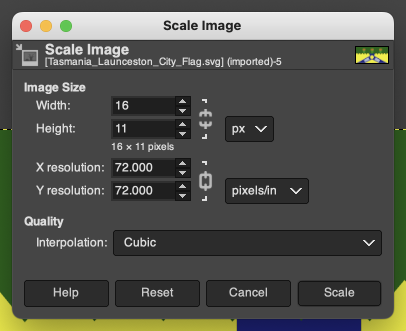 Scale Image
Scale Image
[Tasmania_Launceston_City_Flag.svg] (imported)-5
Image Size
Width: 16
Height: 11 px
16 × 11 pixels
X resolution: 72.000
Y resolution: 72.000 pixels/in
Quality
Interpolation: Cubic
Help Reset Cancel Scale